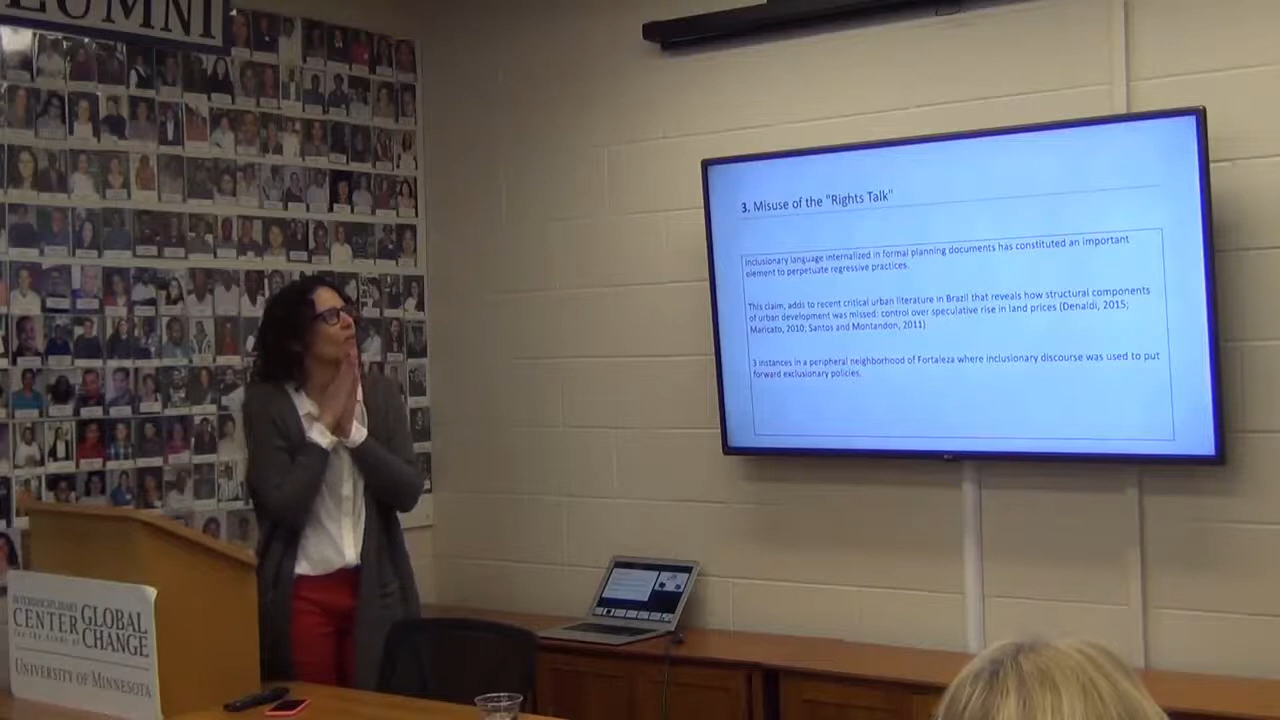 LUMNI
3. Misuse of the "Rights Talk"
Inclusionary language internalized in formal planning documents has constituted an important
element to perpetuate regressive practices.
This claim, adds to recent critical urban literature in Brazil that reveals how structural components
of urban development was missed: control over speculative rise in land prices (Denaldi, 2015;
Maricato, 2010; Santos and Montandon, 2011)
3 instances in a peripheral neighborhood of Fortaleza where inclusionary discourse was used to put
forward exclusionary policies.
INTERDISCIPLINARY
CENTER
for the Study of
GLOBAL
CHANGE
UNIVERSITY OF MINNESOTA